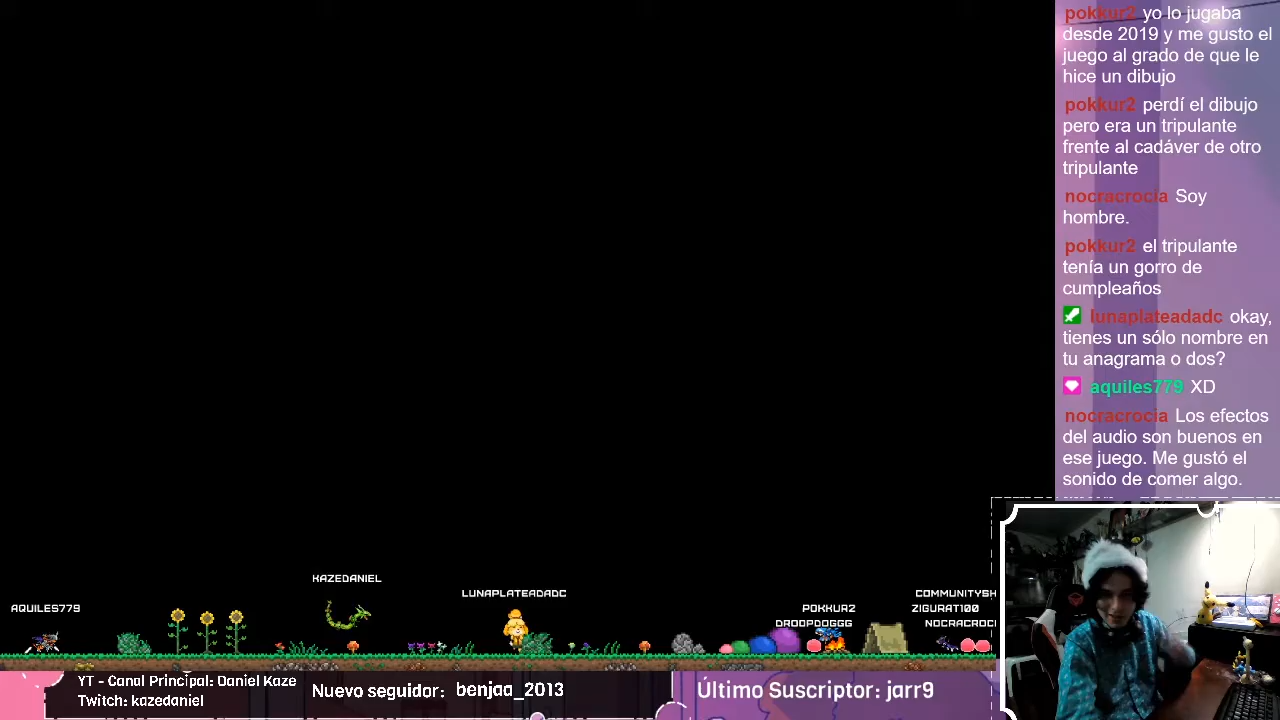 pokkur2 yo lo jugaba
desde 2019 y me gusto el
juego al grado de que le
hice un dibujo
pokkur2 perdí el dibujo
pero era un tripulante
frente al cadáver de otro
tripulante
nocracrocia Soy
hombre.
pokkur2 el tripulante
tenía un gorro de
cumpleaños
lunaplateadadc okay,
tienes un sólo nombre en
tu anagrama o dos?
aquiles779 XD
nocracrocia Los efectos
del audio son buenos en
ese juego. Me gustó el
sonido de comer algo.
KAZEDANIEL
LUNAPLATEADADC
COMMUNITYSH
AQUILES779
POKKUR2
ZIGURAT100
DROOPDOGGG
NOCRACROCI
YT - Canal Principal: Daniel Kaze
Twitch: kazedaniel
Nuevo seguidor: benjaa_2013
Último Suscriptor: jarr9